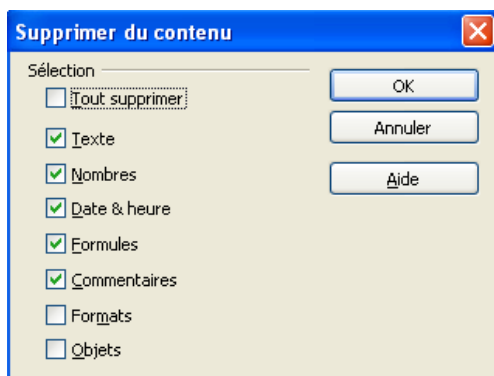 Supprimer du contenu
Sélection
Tout supprimer
Texte
Nombres
Date & heure
Formules
Commentaires
Formats
Objets
OK
Annuler
Aide